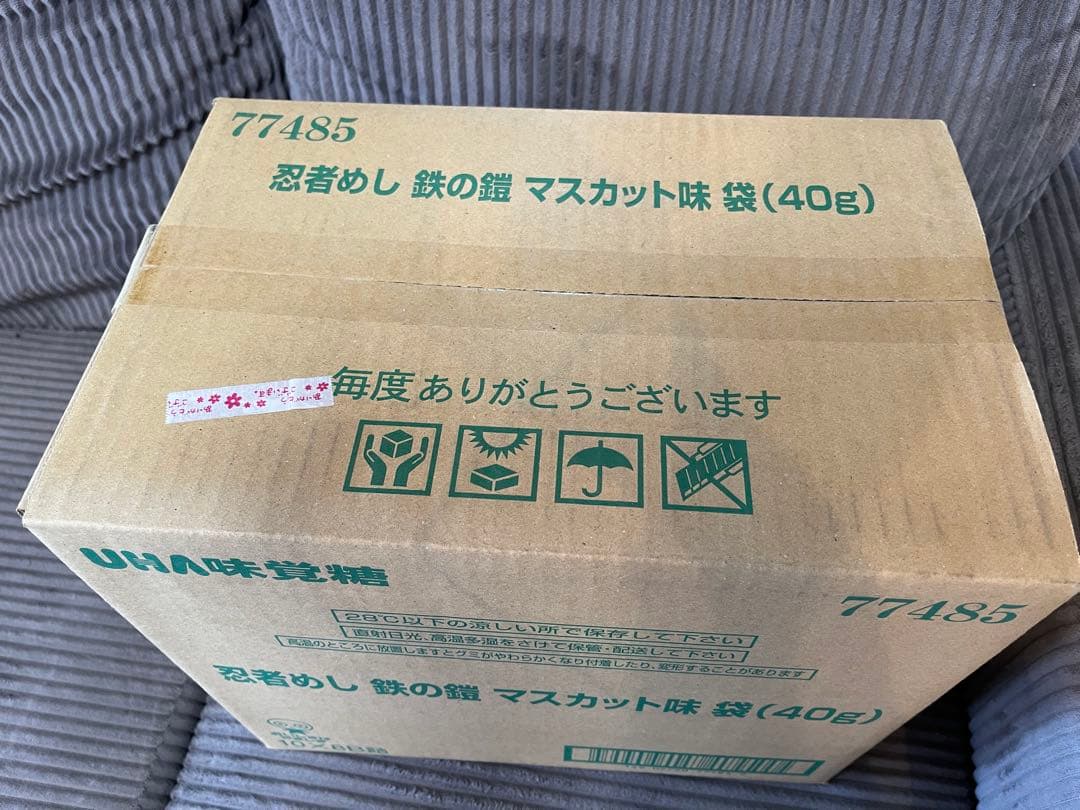 77485
忍者めし 鉄の鎧 マスカット味 袋(40g)
毎度ありがとうございます
UHA味覚糖
77485
28℃以下の涼しい所で保存して下さい
直射日光、高温多湿をさけて保管・配送して下さい
高温のところに放置しますとグミがやわらかくなり付着したり、変形することがあります
忍者めし 鉄の鎧 マスカット味 袋(40g)